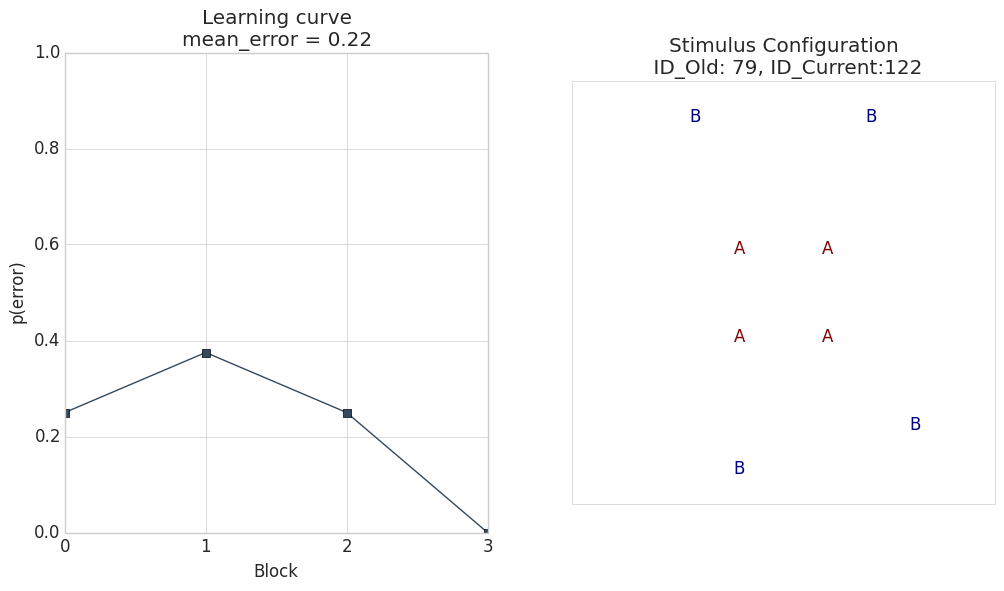 Learning curve
mean_error = 0.22
1.0
0.8
0.6
0.4
0.2
0.0
p(error)
0 1 2 3
Block
Stimulus Configuration
ID_Old: 79, ID_Current:122
B B
A A
A A
B
B